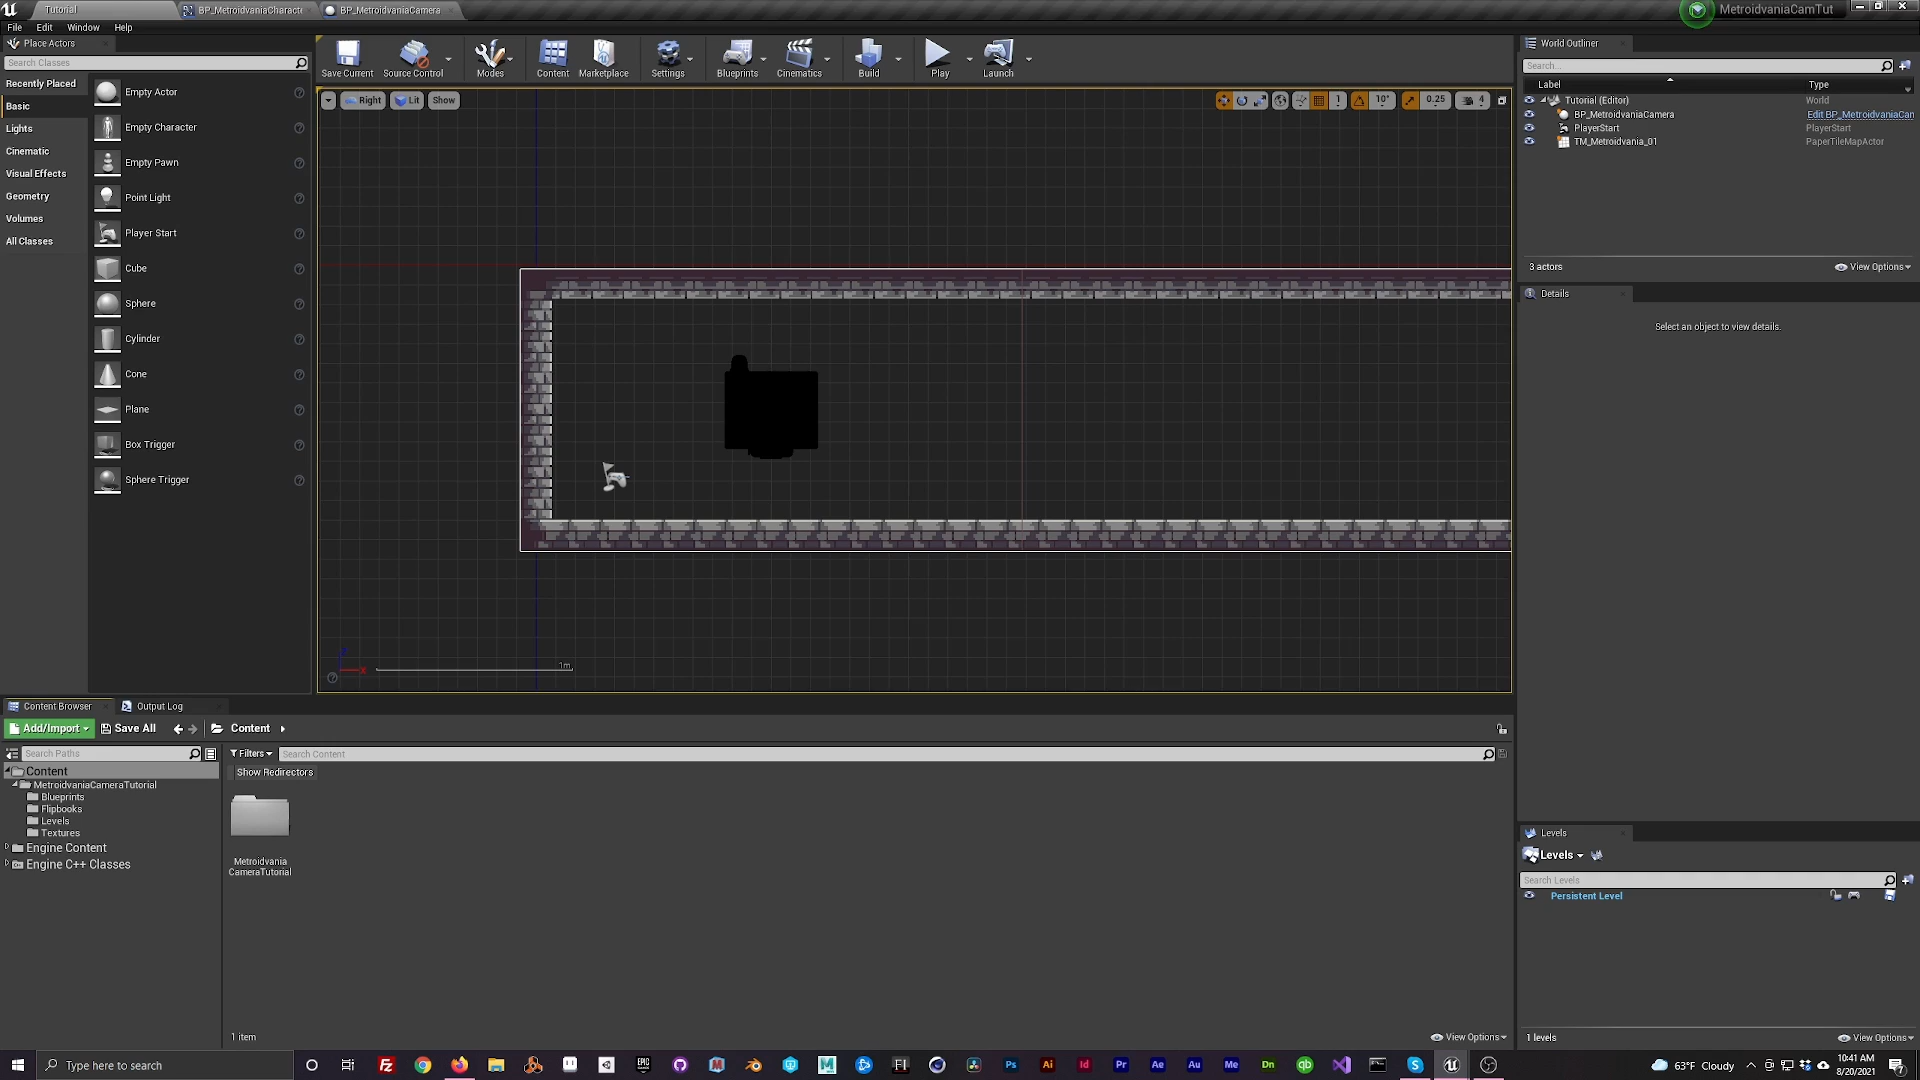 Tutorial
BP_MetroidvaniaCharacte
BP_MetroidvaniaCamera
MetroidvaniaCamTut
File Edit Window Help
Place Actors
Search Classes
Recently Placed
Basic
Lights
Cinematic
Visual Effects
Geometry
Volumes
All Classes
Empty Actor
Empty Character
Empty Pawn
Point Light
Player Start
Cube
Sphere
Cylinder
Cone
Plane
Box Trigger
Sphere Trigger
Save Current
Source Control
Modes
Content
Marketplace
Settings
Blueprints
Cinematics
Build
Play
Launch
Right
Lit
Show
1
10°
0.25
4
1m
World Outliner
Search...
Label Type
Tutorial (Editor) World
BP_MetroidvaniaCamera Edit BP_MetroidvaniaCan
PlayerStart PlayerStart
TM_Metroidvania_01 PaperTileMapActor
3 actors
View Options
Details
Select an object to view details.
Content Browser
Output Log
Add/Import
Save All
Content
Search Paths
Filters
Search Content
Show Redirectors
Content
MetroidvaniaCameraTutorial
Blueprints
Flipbooks
Levels
Textures
Engine Content
Engine C++ Classes
Metroidvania
CameraTutorial
1 item
View Options
Levels
Levels
Search Levels
Persistent Level
1 levels
View Options
Type here to search
63°F Cloudy
10:41 AM
8/20/2021